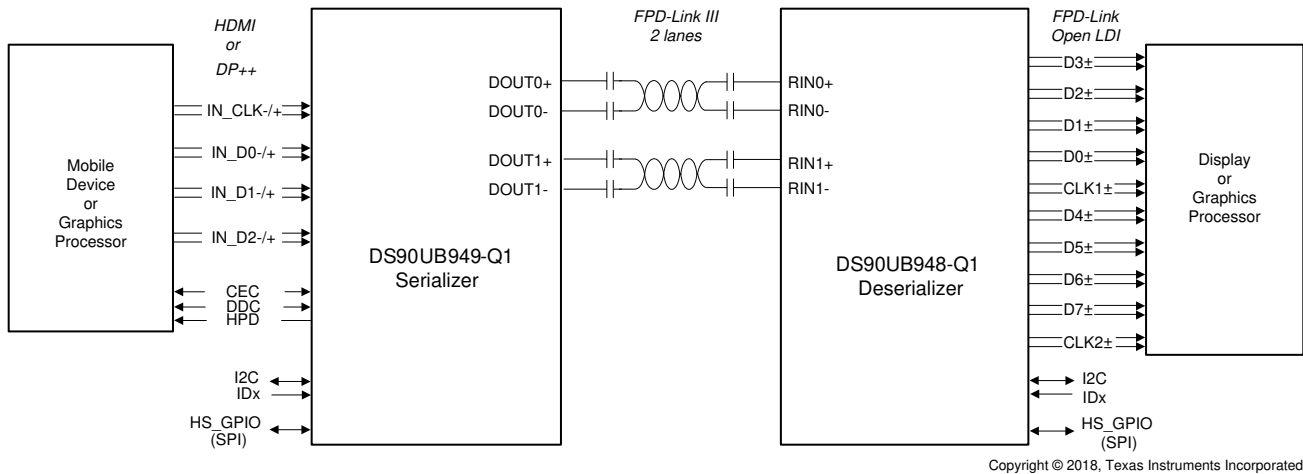 HDMI
or
DP++
FPD-Link III
2 lanes
FPD-Link
Open LDI
Mobile
Device
or
Graphics
Processor
IN_CLK-/+
IN_D0-/+
IN_D1-/+
IN_D2-/+
CEC
DDC
HPD
I2C
IDx
HS_GPIO
(SPI)
DOUT0+
DOUT0-
DOUT1+
DOUT1-
DS90UB949-Q1
Serializer
RIN0+
RIN0-
RIN1+
RIN1-
DS90UB948-Q1
Deserializer
D3±
D2±
D1±
D0±
CLK1±
D4±
D5±
D6±
D7±
CLK2±
I2C
IDx
HS_GPIO
(SPI)
Display
or
Graphics
Processor
Copyright © 2018, Texas Instruments Incorporated